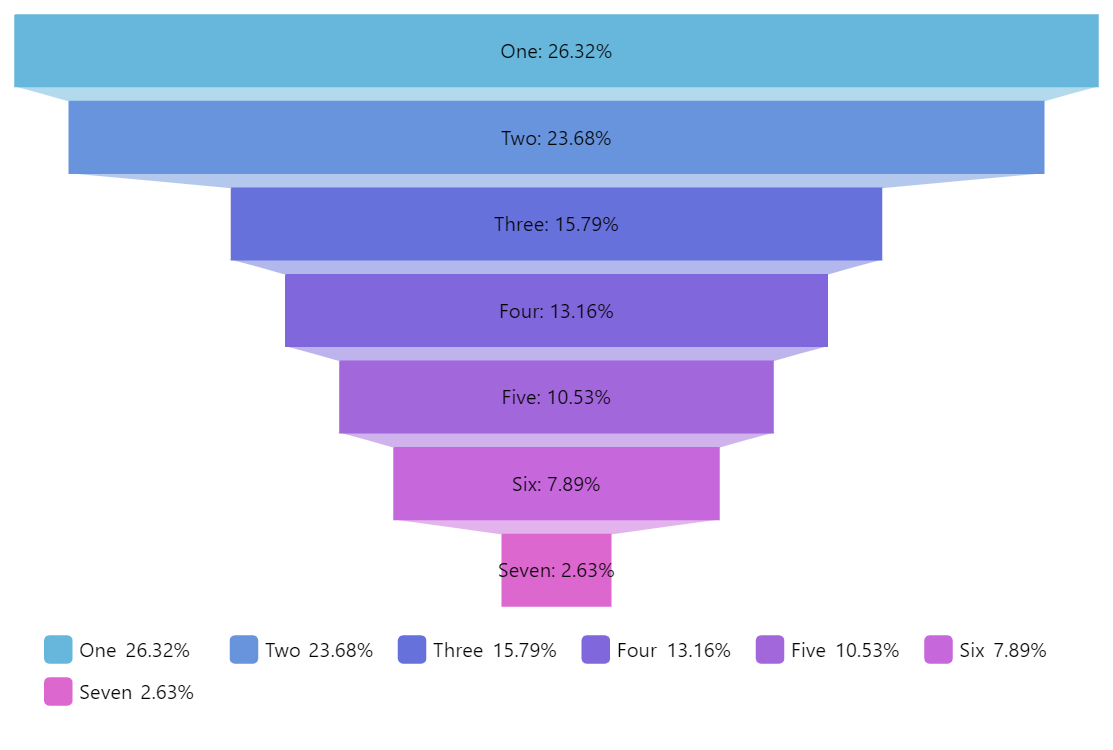 One: 26.32%
Two: 23.68%
Three: 15.79%
Four: 13.16%
Five: 10.53%
Six: 7.89%
Seven: 2.63%
One 26.32% Two 23.68% Three 15.79% Four 13.16% Five 10.53% Six 7.89%
Seven 2.63%